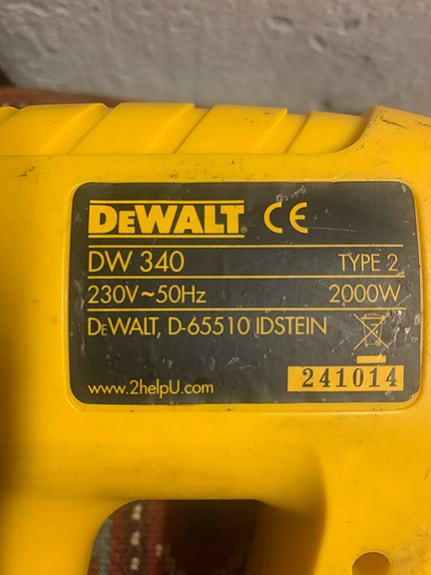 DeWALT CE
DW 340 TYPE 2
230V~50Hz 2000W
DeWALT, D-65510 IDSTEIN
www.2helpU.com 241014